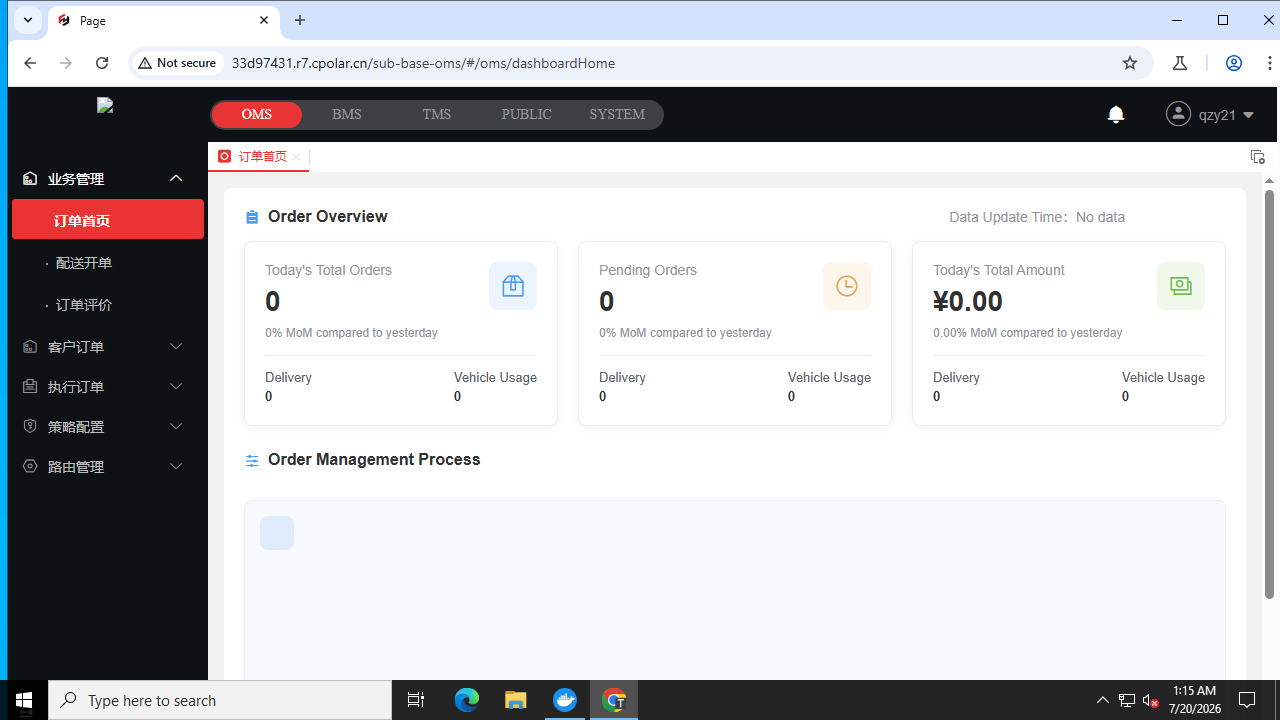 Page
Not secure
33d97431.r7.cpolar.cn/sub-base-oms/#/oms/dashboardHome
OMS
BMS
TMS
PUBLIC
SYSTEM
qzy21
订单首页
业务管理
订单首页
· 配送开单
· 订单评价
客户订单
执行订单
策略配置
路由管理
Order Overview
Data Update Time：No data
Today's Total Orders
0
0% MoM compared to yesterday
Delivery
Vehicle Usage
0
0
Pending Orders
0
0% MoM compared to yesterday
Delivery
Vehicle Usage
0
0
Today's Total Amount
¥0.00
0.00% MoM compared to yesterday
Delivery
Vehicle Usage
0
0
Order Management Process
Type here to search
T
1:15 AM
7/20/2026